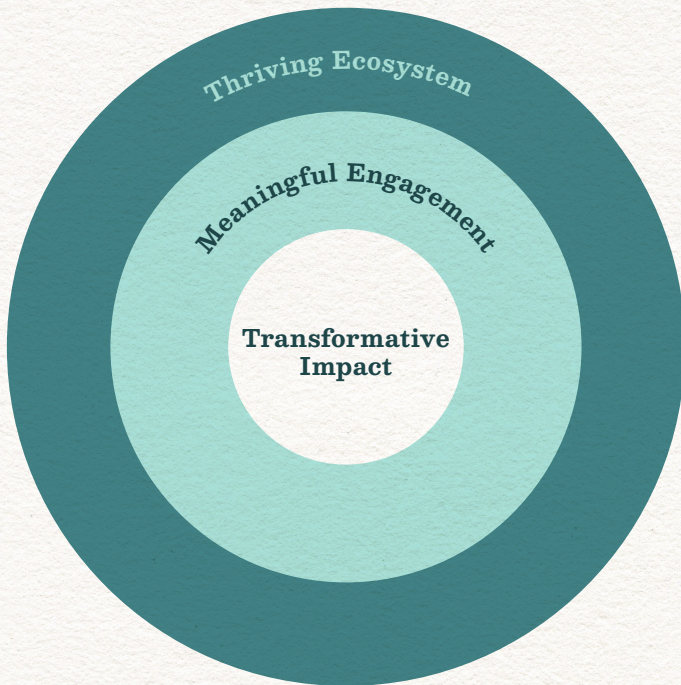 Thriving Ecosystem
Meaningful Engagement
Transformative
Impact